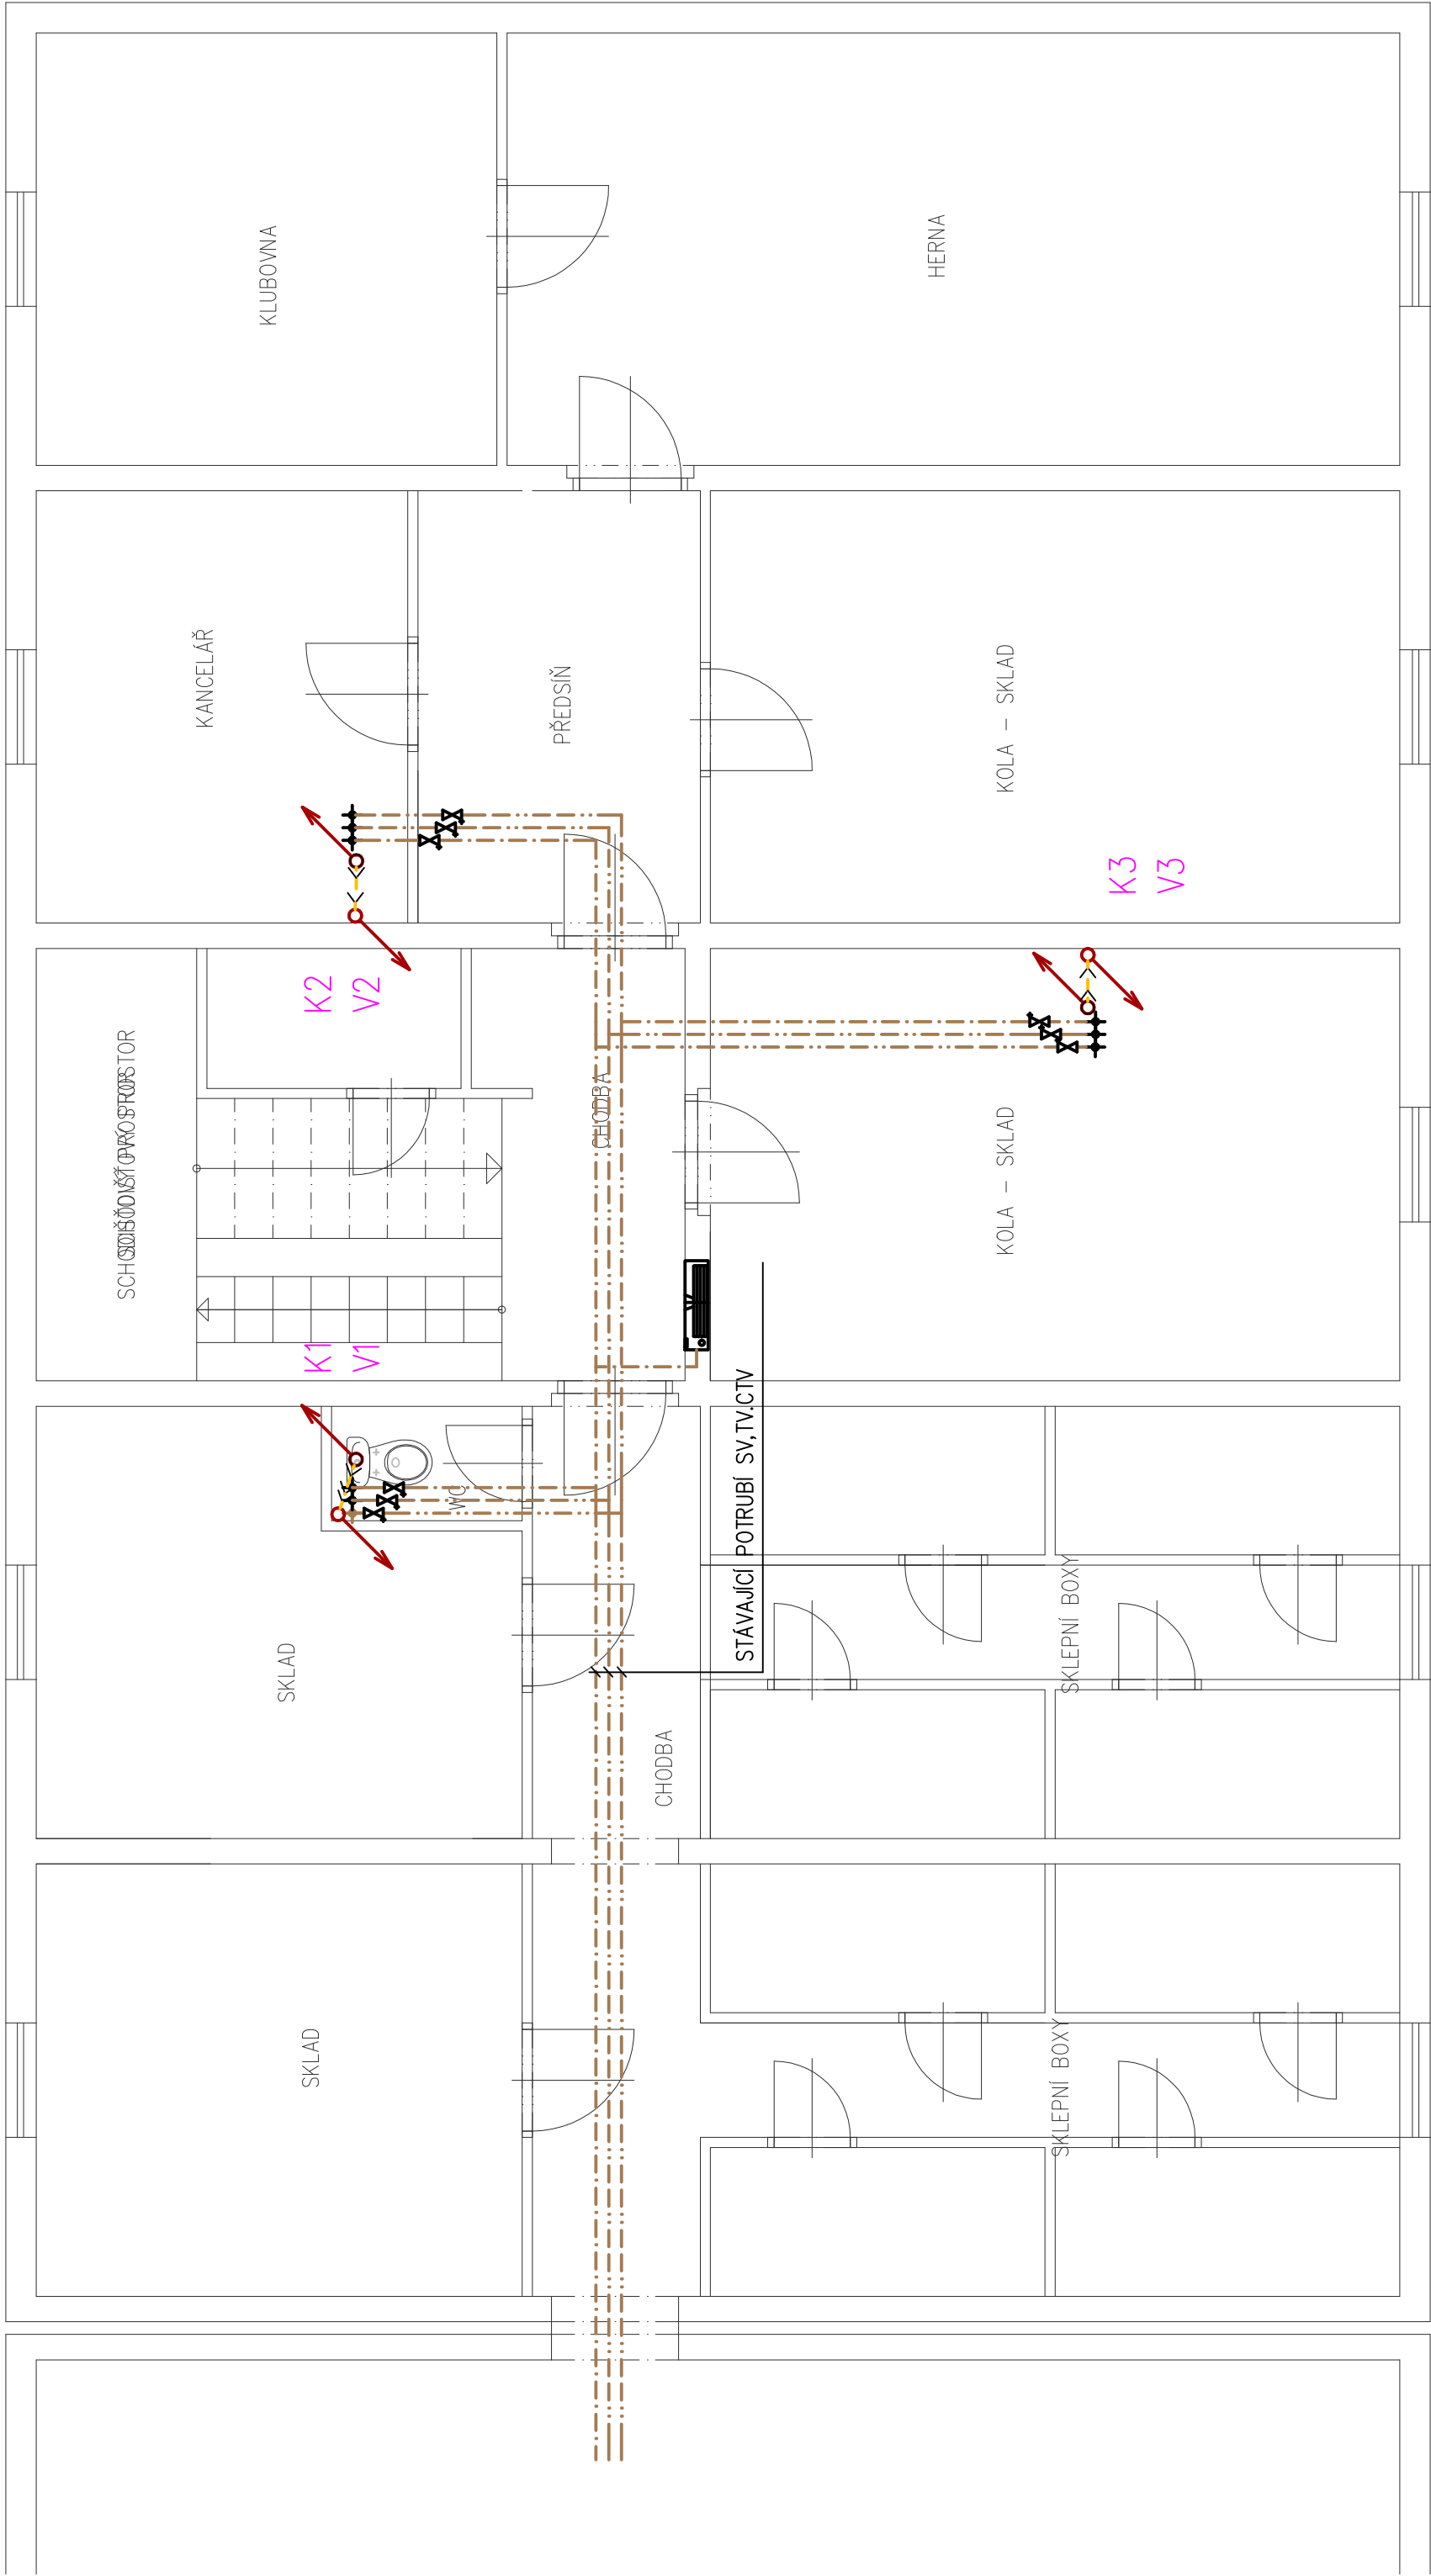 KLUBOVNA
HERNA
KANCELÁŘ
PŘEDSÍŇ
KOLA – SKLAD
K3
V3
K2
V2
CHODBA
KOLA – SKLAD
K1
V1
WC
STÁVAJÍCÍ POTRUBÍ SV,TV.CTV
SKLAD
SKLEPNÍ BOXY
CHODBA
SKLAD
SKLEPNÍ BOXY